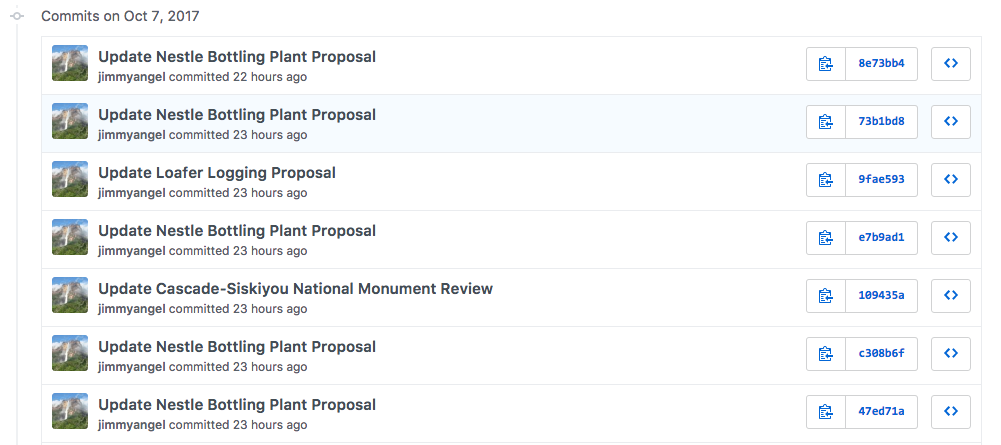 Commits on Oct 7, 2017
Update Nestle Bottling Plant Proposal
jimmyangel committed 22 hours ago
8e73bb4
Update Nestle Bottling Plant Proposal
jimmyangel committed 23 hours ago
73b1bd8
Update Loafer Logging Proposal
jimmyangel committed 23 hours ago
9fae593
Update Nestle Bottling Plant Proposal
jimmyangel committed 23 hours ago
e7b9ad1
Update Cascade-Siskiyou National Monument Review
jimmyangel committed 23 hours ago
109435a
Update Nestle Bottling Plant Proposal
jimmyangel committed 23 hours ago
c308b6f
Update Nestle Bottling Plant Proposal
jimmyangel committed 23 hours ago
47ed71a